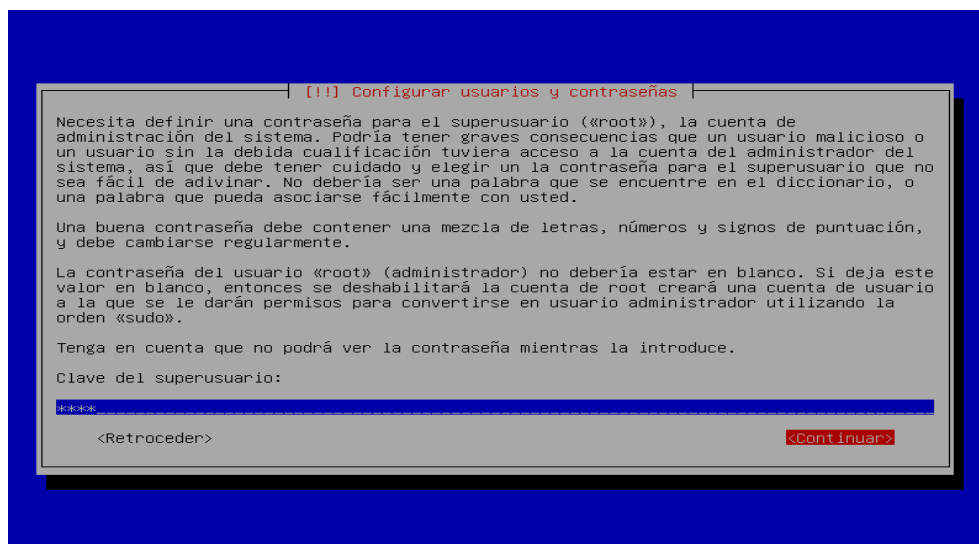 [!!] Configurar usuarios y contraseñas
Necesita definir una contraseña para el superusuario («root»), la cuenta de
administración del sistema. Podría tener graves consecuencias que un usuario malicioso o
un usuario sin la debida cualificación tuviera acceso a la cuenta del administrador del
sistema, así que debe tener cuidado y elegir un la contraseña para el superusuario que no
sea fácil de adivinar. No debería ser una palabra que se encuentre en el diccionario, o
una palabra que pueda asociarse fácilmente con usted.
Una buena contraseña debe contener una mezcla de letras, números y signos de puntuación,
y debe cambiarse regularmente.
La contraseña del usuario «root» (administrador) no debería estar en blanco. Si deja este
valor en blanco, entonces se deshabilitará la cuenta de root creará una cuenta de usuario
a la que se le darán permisos para convertirse en usuario administrador utilizando la
orden «sudo».
Tenga en cuenta que no podrá ver la contraseña mientras la introduce.
Clave del superusuario:
****
<Retroceder> <Continuar>